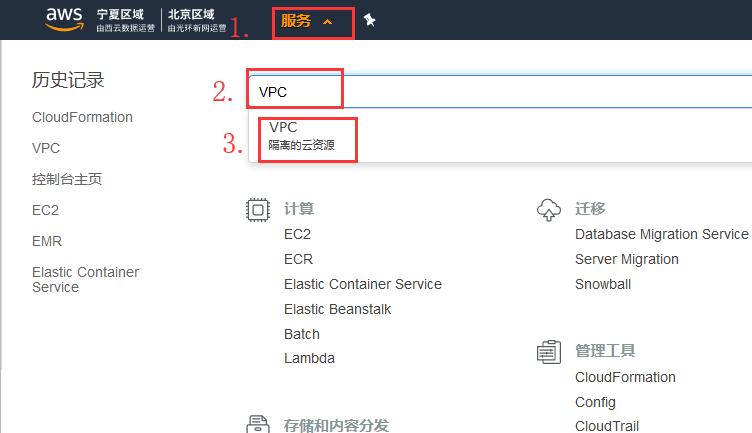 aws 宁夏区域 北京区域 1. 服务
由西云数据运营 由光环新网运营
历史记录
CloudFormation
VPC
控制台主页
EC2
EMR
Elastic Container
Service
2. VPC
3. VPC
隔离的云资源
计算
EC2
ECR
Elastic Container Service
Elastic Beanstalk
Batch
Lambda
存储和内容分发
迁移
Database Migration Service
Server Migration
Snowball
管理工具
CloudFormation
Config
CloudTrail